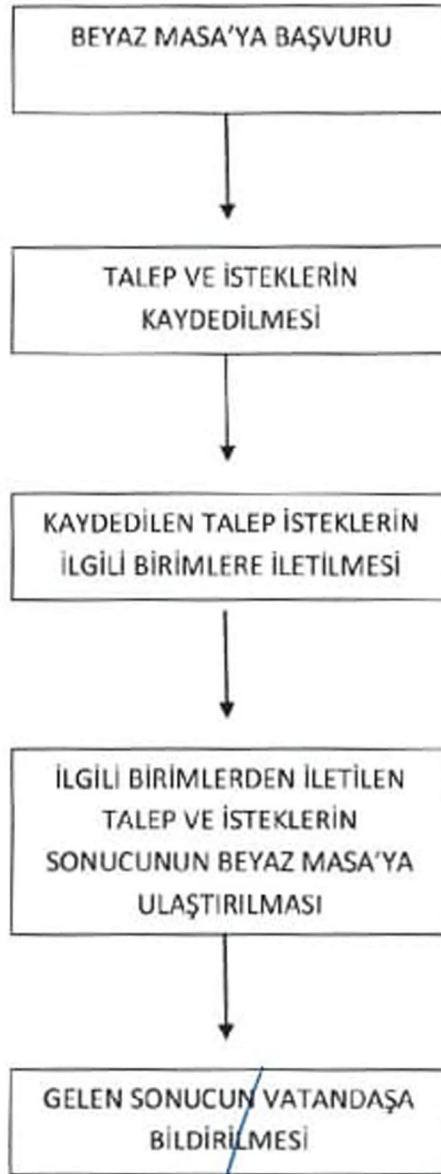 BEYAZ MASA'YA BAŞVURU
TALEP VE İSTEKLERİN
KAYDEDİLMESİ
KAYDEDİLEN TALEP İSTEKLERİN
İLGİLİ BİRİMLERE İLETİLMESİ
İLGİLİ BİRİMLERDEN İLETİLEN
TALEP VE İSTEKLERİN
SONUCUNUN BEYAZ MASA'YA
ULAŞTIRILMASI
GELEN SONUCUN VATANDAŞA
BİLDİRİLMESİ